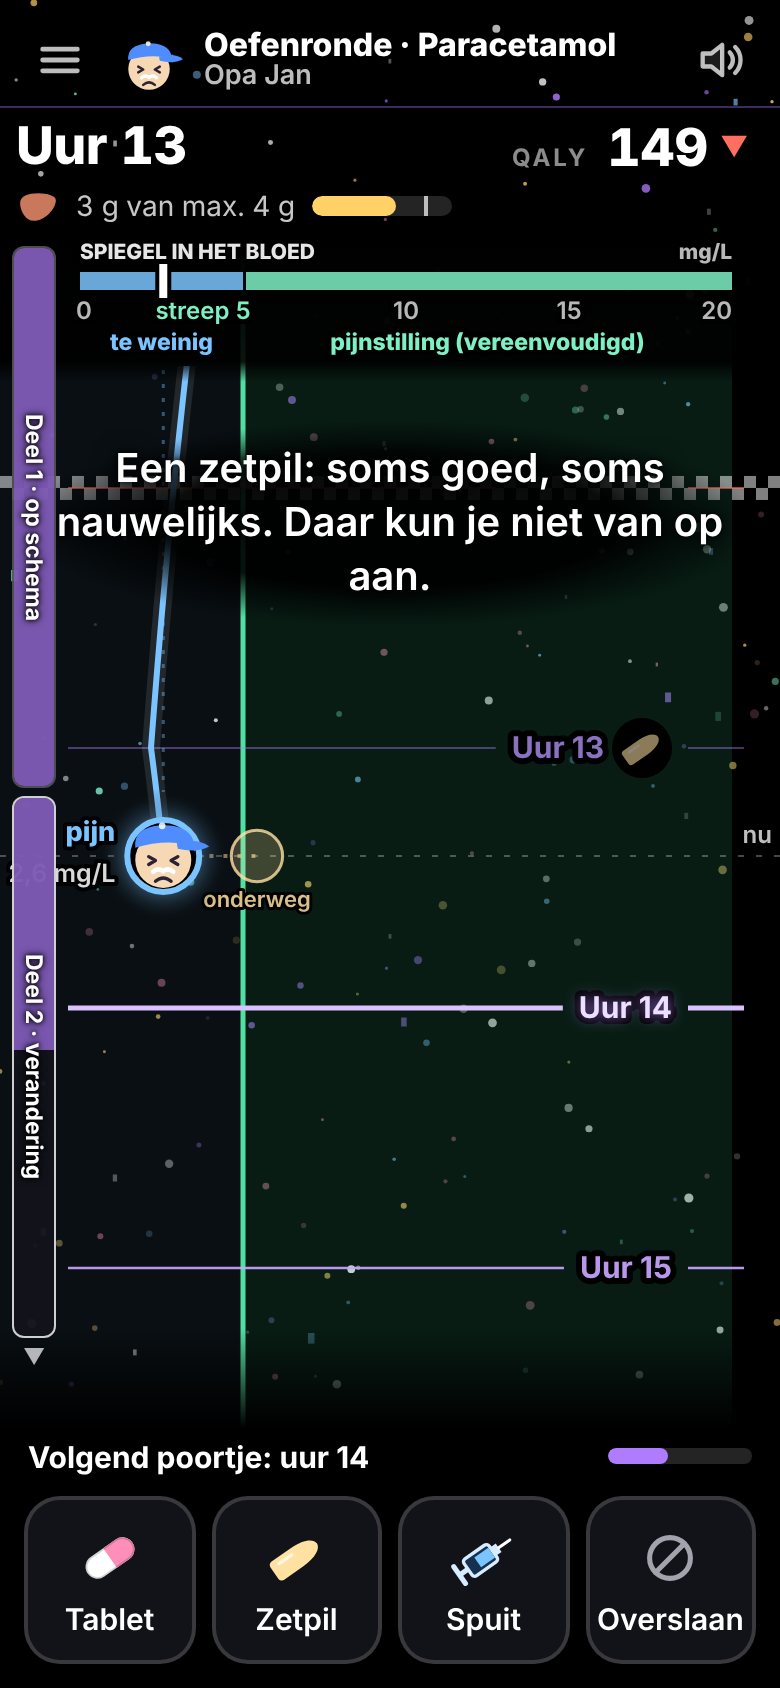 Oefenronde · Paracetamol
Opa Jan
Uur 13
QALY 149
3 g van max. 4 g
SPIEGEL IN HET BLOED mg/L
0 streep 5 10 15 20
te weinig pijnstilling (vereenvoudigd)
Deel 1 · op schema
Een zetpil: soms goed, soms
nauwelijks. Daar kun je niet van op
aan.
Uur 13
pijn
nu
2,6 mg/L
onderweg
Deel 2 · verandering
Uur 14
Uur 15
Volgend poortje: uur 14
Tablet
Zetpil
Spuit
Overslaan